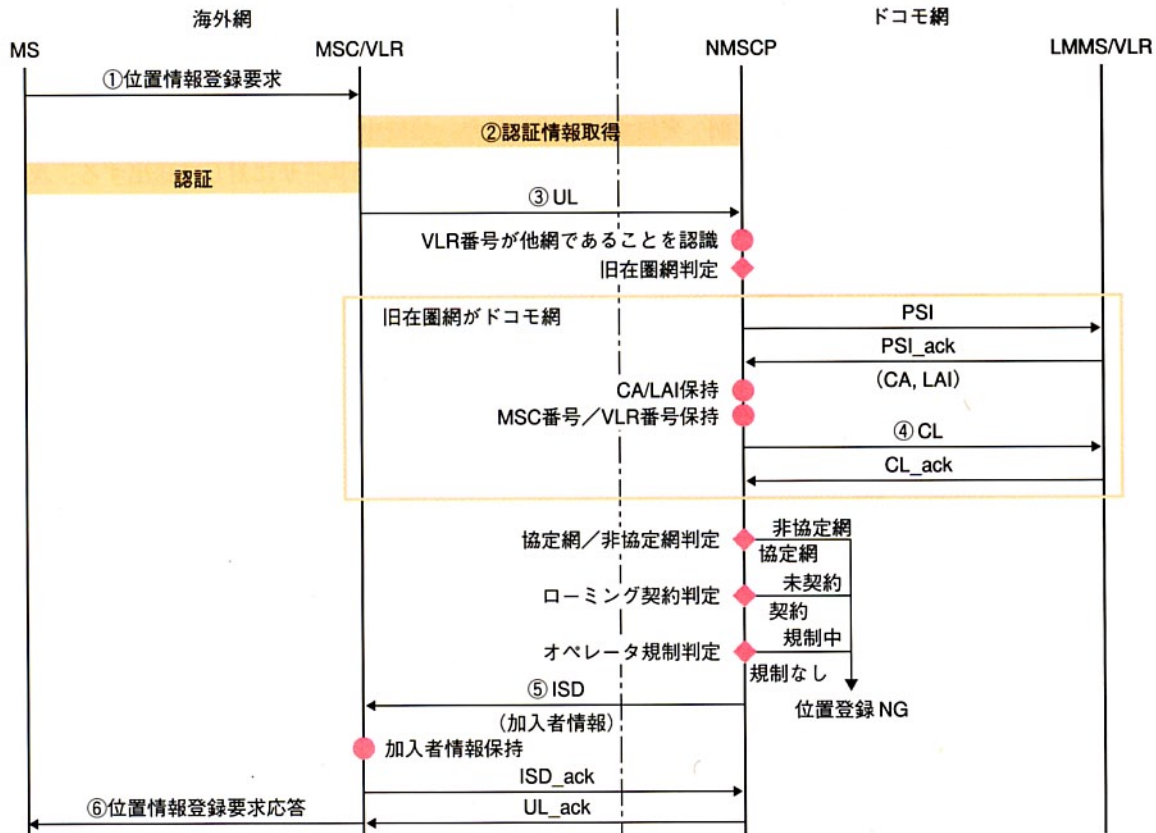 海外網
ドコモ網
MS
MSC/VLR
NMSCP
LMMS/VLR
①位置情報登録要求
②認証情報取得
認証
③ UL
VLR番号が他網であることを認識
旧在圏網判定
旧在圏網がドコモ網
PSI
PSI_ack
(CA, LAI)
CA/LAI保持
MSC番号／VLR番号保持
④ CL
CL_ack
協定網／非協定網判定
非協定網
協定網
ローミング契約判定
未契約
契約
オペレータ規制判定
規制中
規制なし
位置登録 NG
⑤ ISD
(加入者情報)
加入者情報保持
ISD_ack
UL_ack
⑥位置情報登録要求応答